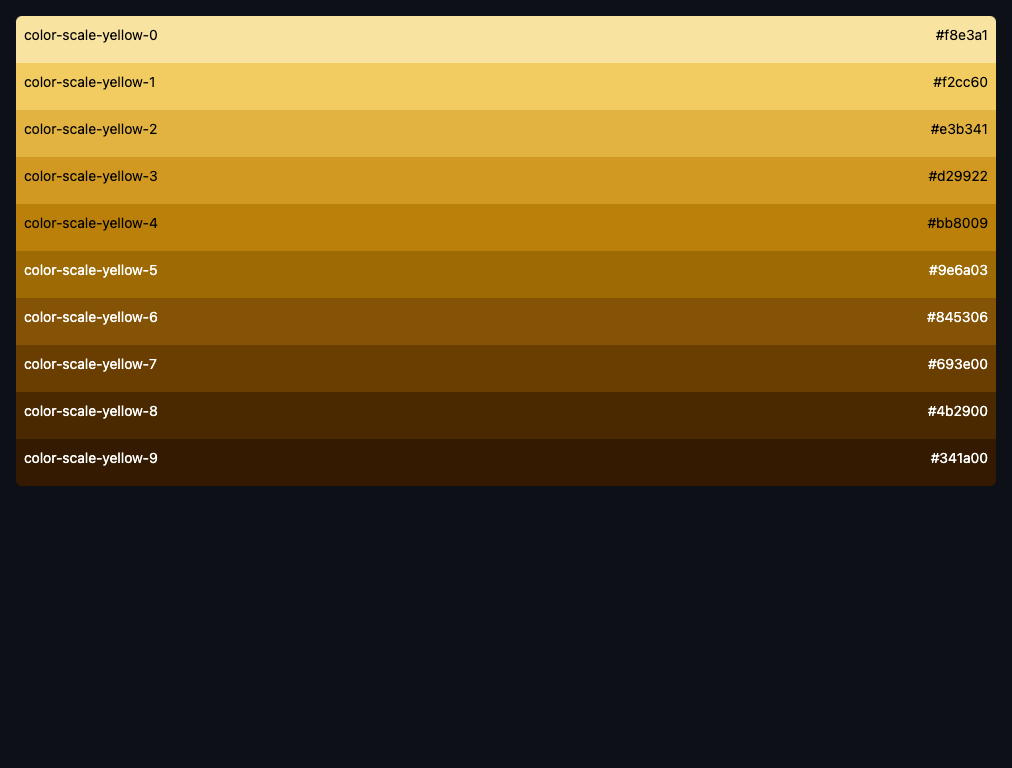 color-scale-yellow-0 #f8e3a1
color-scale-yellow-1 #f2cc60
color-scale-yellow-2 #e3b341
color-scale-yellow-3 #d29922
color-scale-yellow-4 #bb8009
color-scale-yellow-5 #9e6a03
color-scale-yellow-6 #845306
color-scale-yellow-7 #693e00
color-scale-yellow-8 #4b2900
color-scale-yellow-9 #341a00